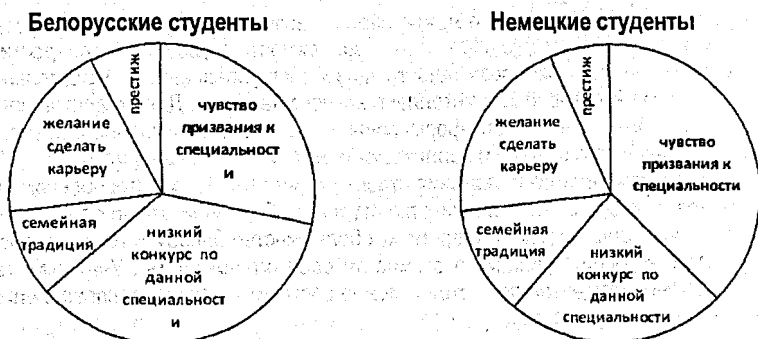 Белорусские студенты
престиж
чувство
призвания к
специальност
и
желание
сделать
карьеру
семейная
традиция
низкий
конкурс по
данной
специальност
и
Немецкие студенты
престиж
чувство
призвания к
специальности
желание
сделать
карьеру
семейная
традиция
низкий
конкурс по
данной
специальности